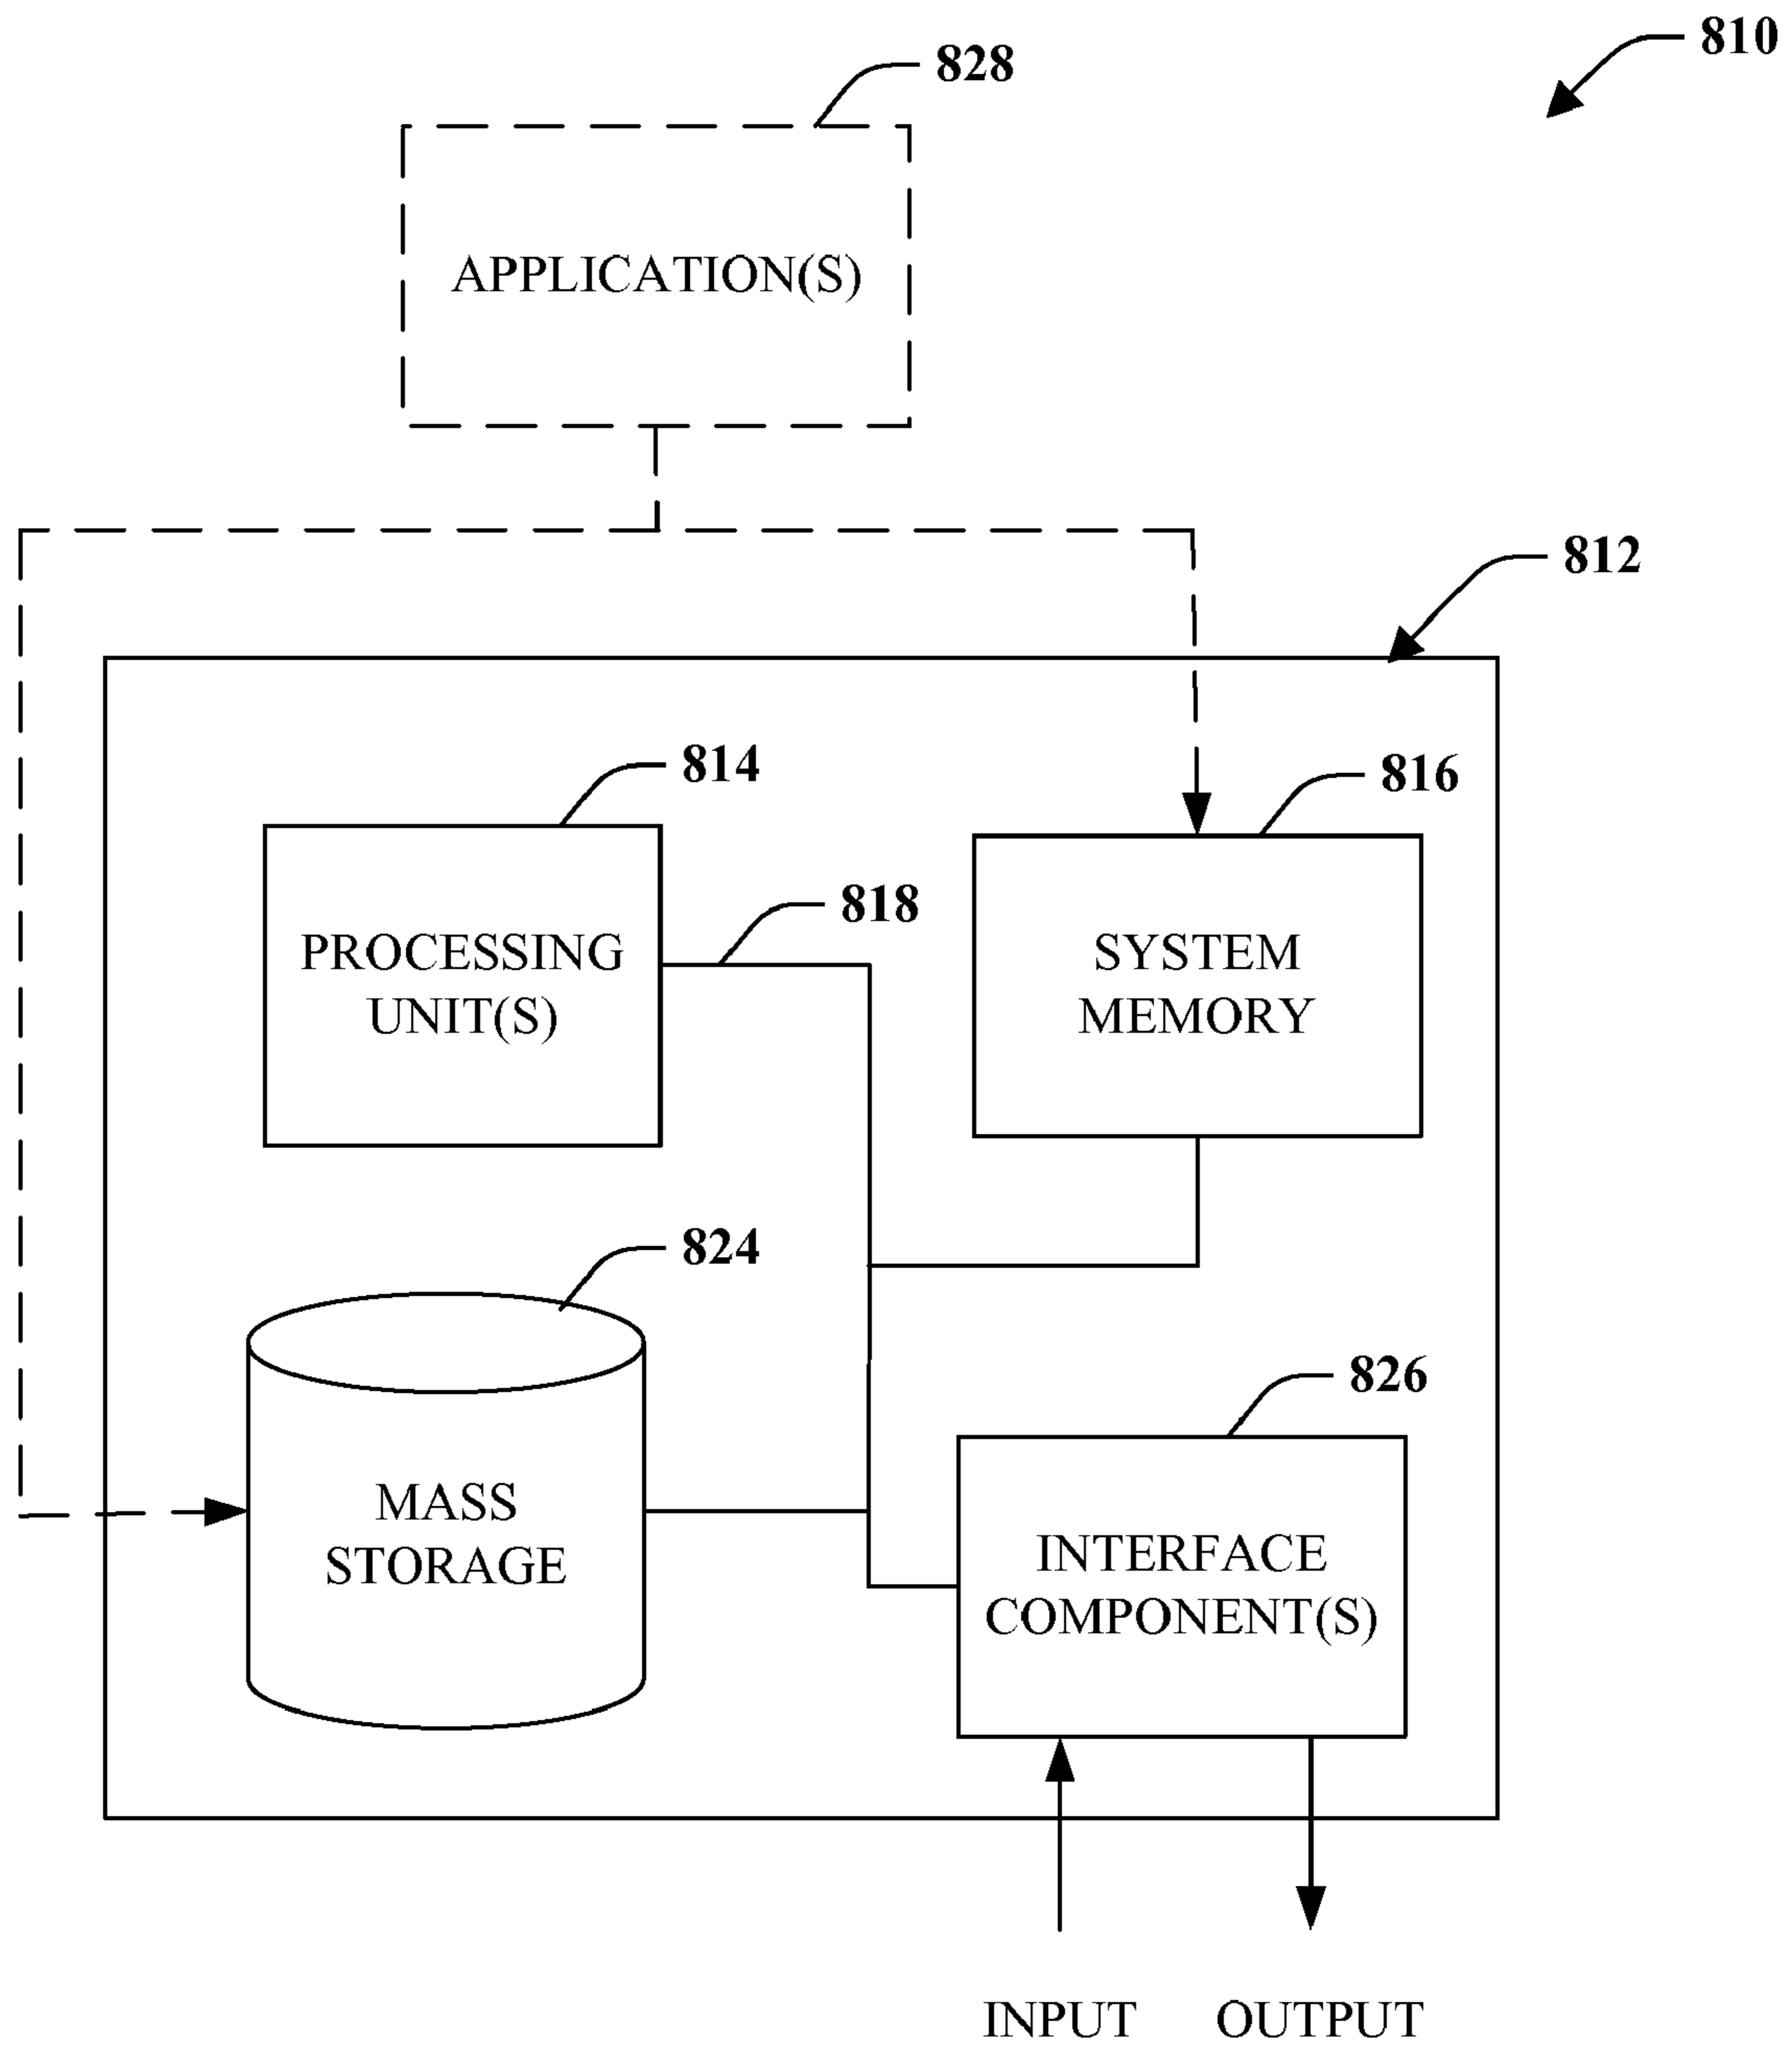 810
828
APPLICATION(S)
812
814
816
818
PROCESSING
UNIT(S)
SYSTEM
MEMORY
824
826
MASS
STORAGE
INTERFACE
COMPONENT(S)
INPUT
OUTPUT